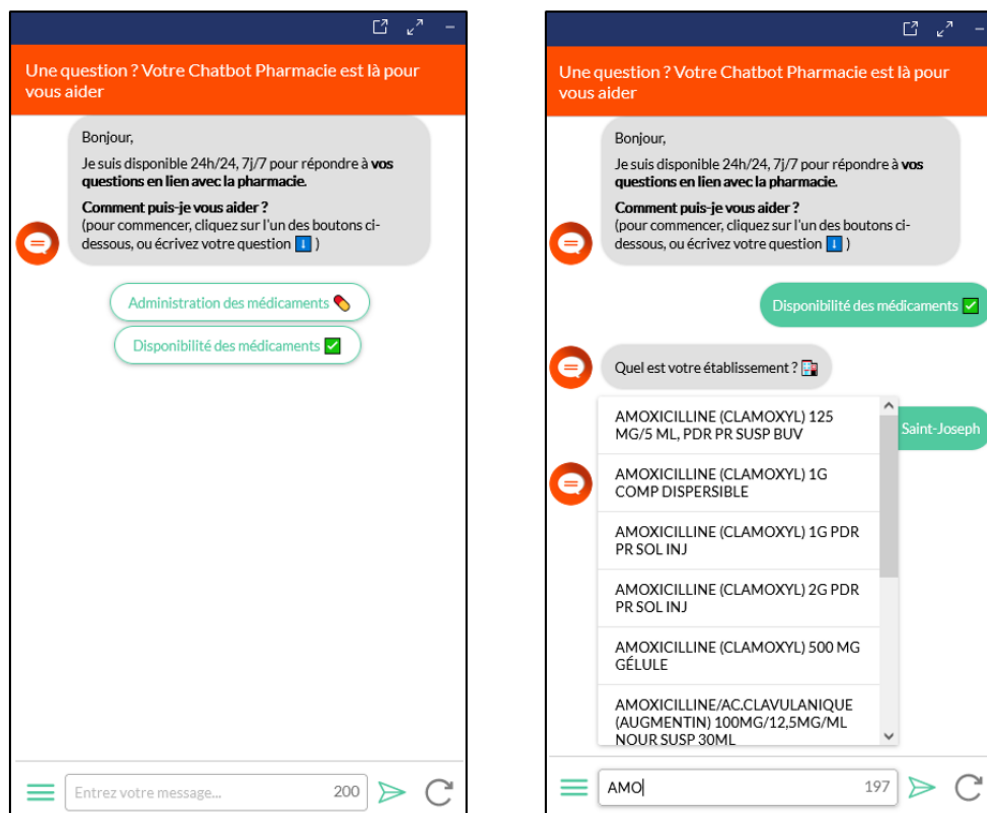 Une question ? Votre Chatbot Pharmacie est là pour
vous aider
Bonjour,
Je suis disponible 24h/24, 7j/7 pour répondre à vos
questions en lien avec la pharmacie.
Comment puis-je vous aider ?
(pour commencer, cliquez sur l'un des boutons ci-
dessous, ou écrivez votre question ⬇️ )
Administration des médicaments 💊
Disponibilité des médicaments ✅
Entrez votre message... 200
Une question ? Votre Chatbot Pharmacie est là pour
vous aider
Bonjour,
Je suis disponible 24h/24, 7j/7 pour répondre à vos
questions en lien avec la pharmacie.
Comment puis-je vous aider ?
(pour commencer, cliquez sur l'un des boutons ci-
dessous, ou écrivez votre question ⬇️ )
Disponibilité des médicaments ✅
Quel est votre établissement ? 🏥
Saint-Joseph
AMOXICILLINE (CLAMOXYL) 125
MG/5 ML, PDR PR SUSP BUV
AMOXICILLINE (CLAMOXYL) 1G
COMP DISPERSIBLE
AMOXICILLINE (CLAMOXYL) 1G PDR
PR SOL INJ
AMOXICILLINE (CLAMOXYL) 2G PDR
PR SOL INJ
AMOXICILLINE (CLAMOXYL) 500 MG
GÉLULE
AMOXICILLINE/AC.CLAVULANIQUE
(AUGMENTIN) 100MG/12,5MG/ML
NOUR SUSP 30ML
AMO 197